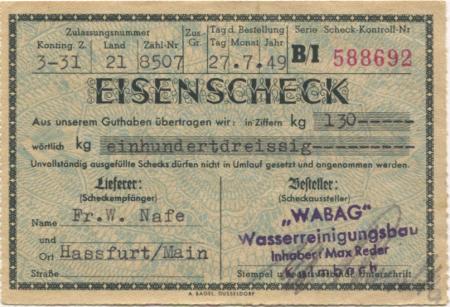 Zulassungsnummer Zus.- Tag d. Bestellung Serie Scheck-Kontroll-Nr
Konting. Z. Land Zähl-Nr Gr. Tag Monat Jahr
3-31 21 8507 27.7.49 B/I 588692
EISENSCHECK
Aus unserem Guthaben übertragen wir: in Ziffern kg 130-----
wörtlich kg einhundertdreissig------
Unvollständig ausgefüllte Schecks dürfen nicht in Umlauf gesetzt und angenommen werden.
Lieferer: Besteller:
(Scheckempfänger) (Scheckaussteller)
Name Fr.W. Nafe
und
Ort Hassfurt/Main
Straße
"WABAG"
Wasserreinigungsbau
Inhaber: Max Reder
Kulmbach
Stempel u. Unterschrift
A. BAGEL, DÜSSELDORF